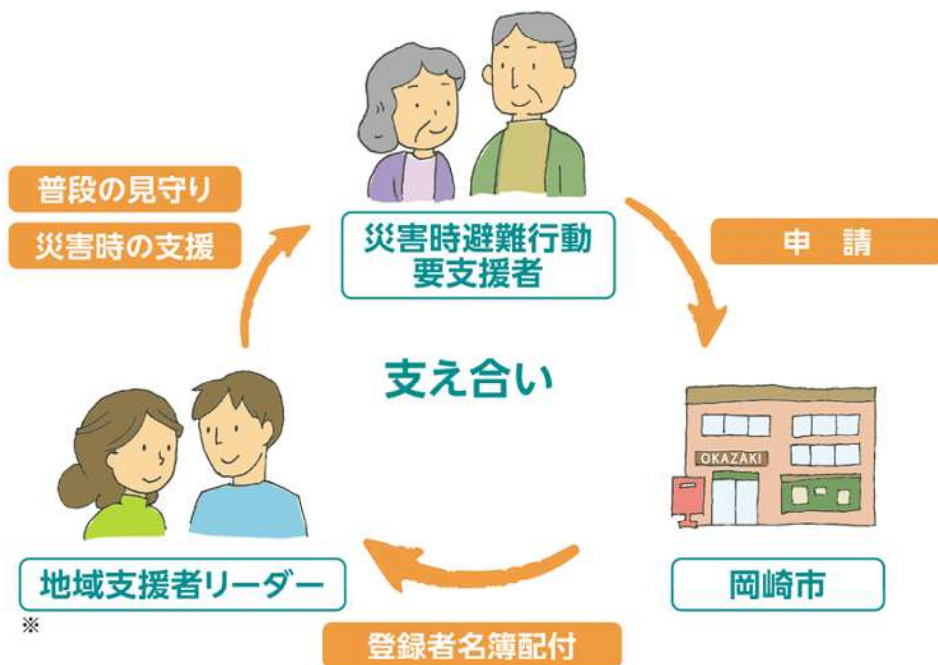 普段の見守り
災害時の支援
災害時避難行動
要支援者
申　請
支え合い
OKAZAKI
地域支援者リーダー
※
岡崎市
登録者名簿配付